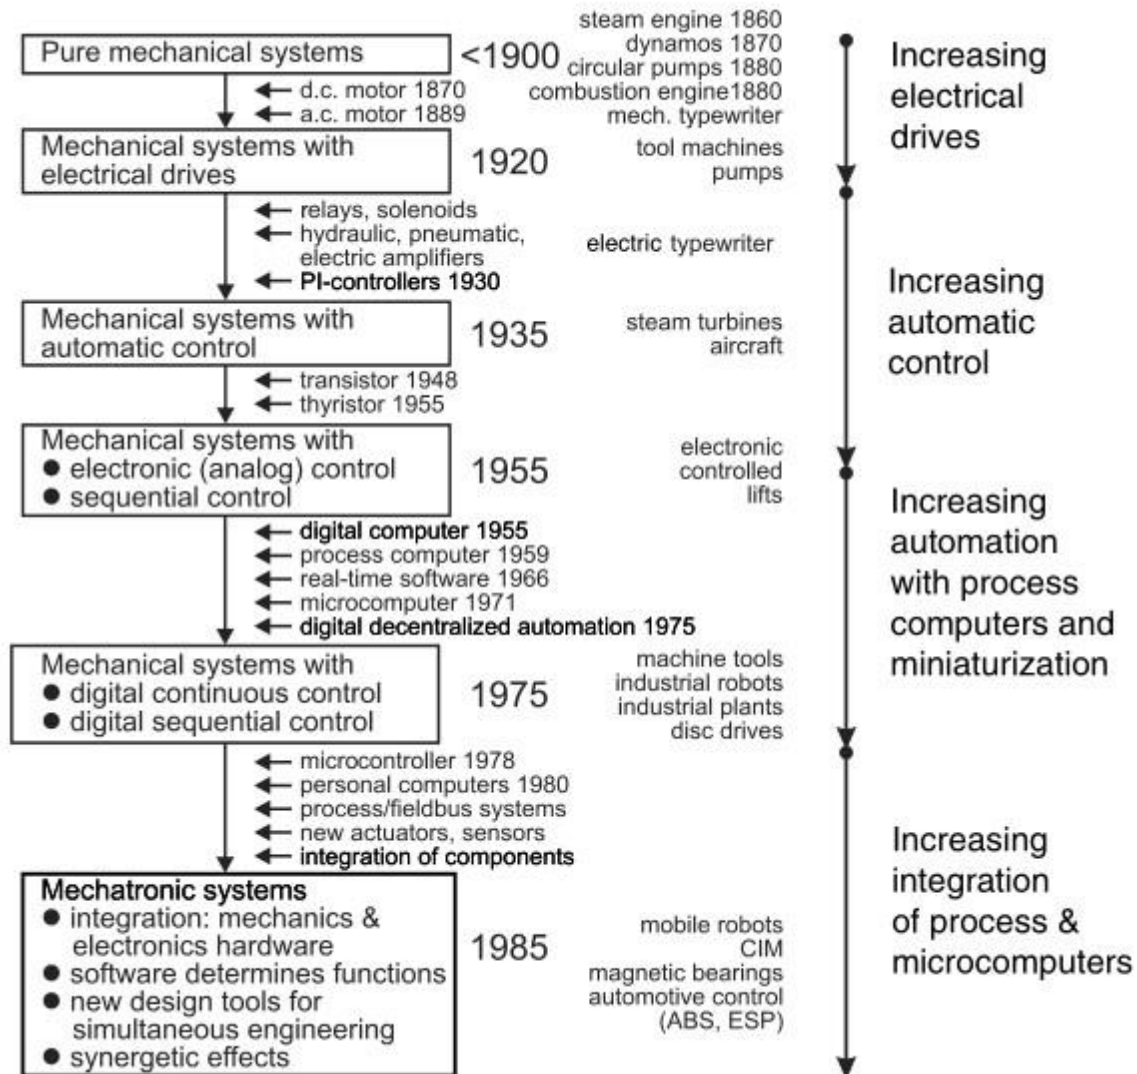 Pure mechanical systems
<1900
steam engine 1860
dynamos 1870
circular pumps 1880
combustion engine1880
mech. typewriter
Increasing
electrical
drives
d.c. motor 1870
a.c. motor 1889
Mechanical systems with
electrical drives
1920
tool machines
pumps
relays, solenoids
hydraulic, pneumatic,
electric amplifiers
PI-controllers 1930
electric typewriter
Increasing
automatic
control
Mechanical systems with
automatic control
1935
steam turbines
aircraft
transistor 1948
thyristor 1955
Mechanical systems with
● electronic (analog) control
● sequential control
1955
electronic
controlled
lifts
Increasing
automation
with process
computers and
miniaturization
digital computer 1955
process computer 1959
real-time software 1966
microcomputer 1971
digital decentralized automation 1975
Mechanical systems with
● digital continuous control
● digital sequential control
1975
machine tools
industrial robots
industrial plants
disc drives
microcontroller 1978
personal computers 1980
process/fieldbus systems
new actuators, sensors
integration of components
Increasing
integration
of process &
microcomputers
Mechatronic systems
● integration: mechanics &
electronics hardware
● software determines functions
● new design tools for
simultaneous engineering
● synergetic effects
1985
mobile robots
CIM
magnetic bearings
automotive control
(ABS, ESP)